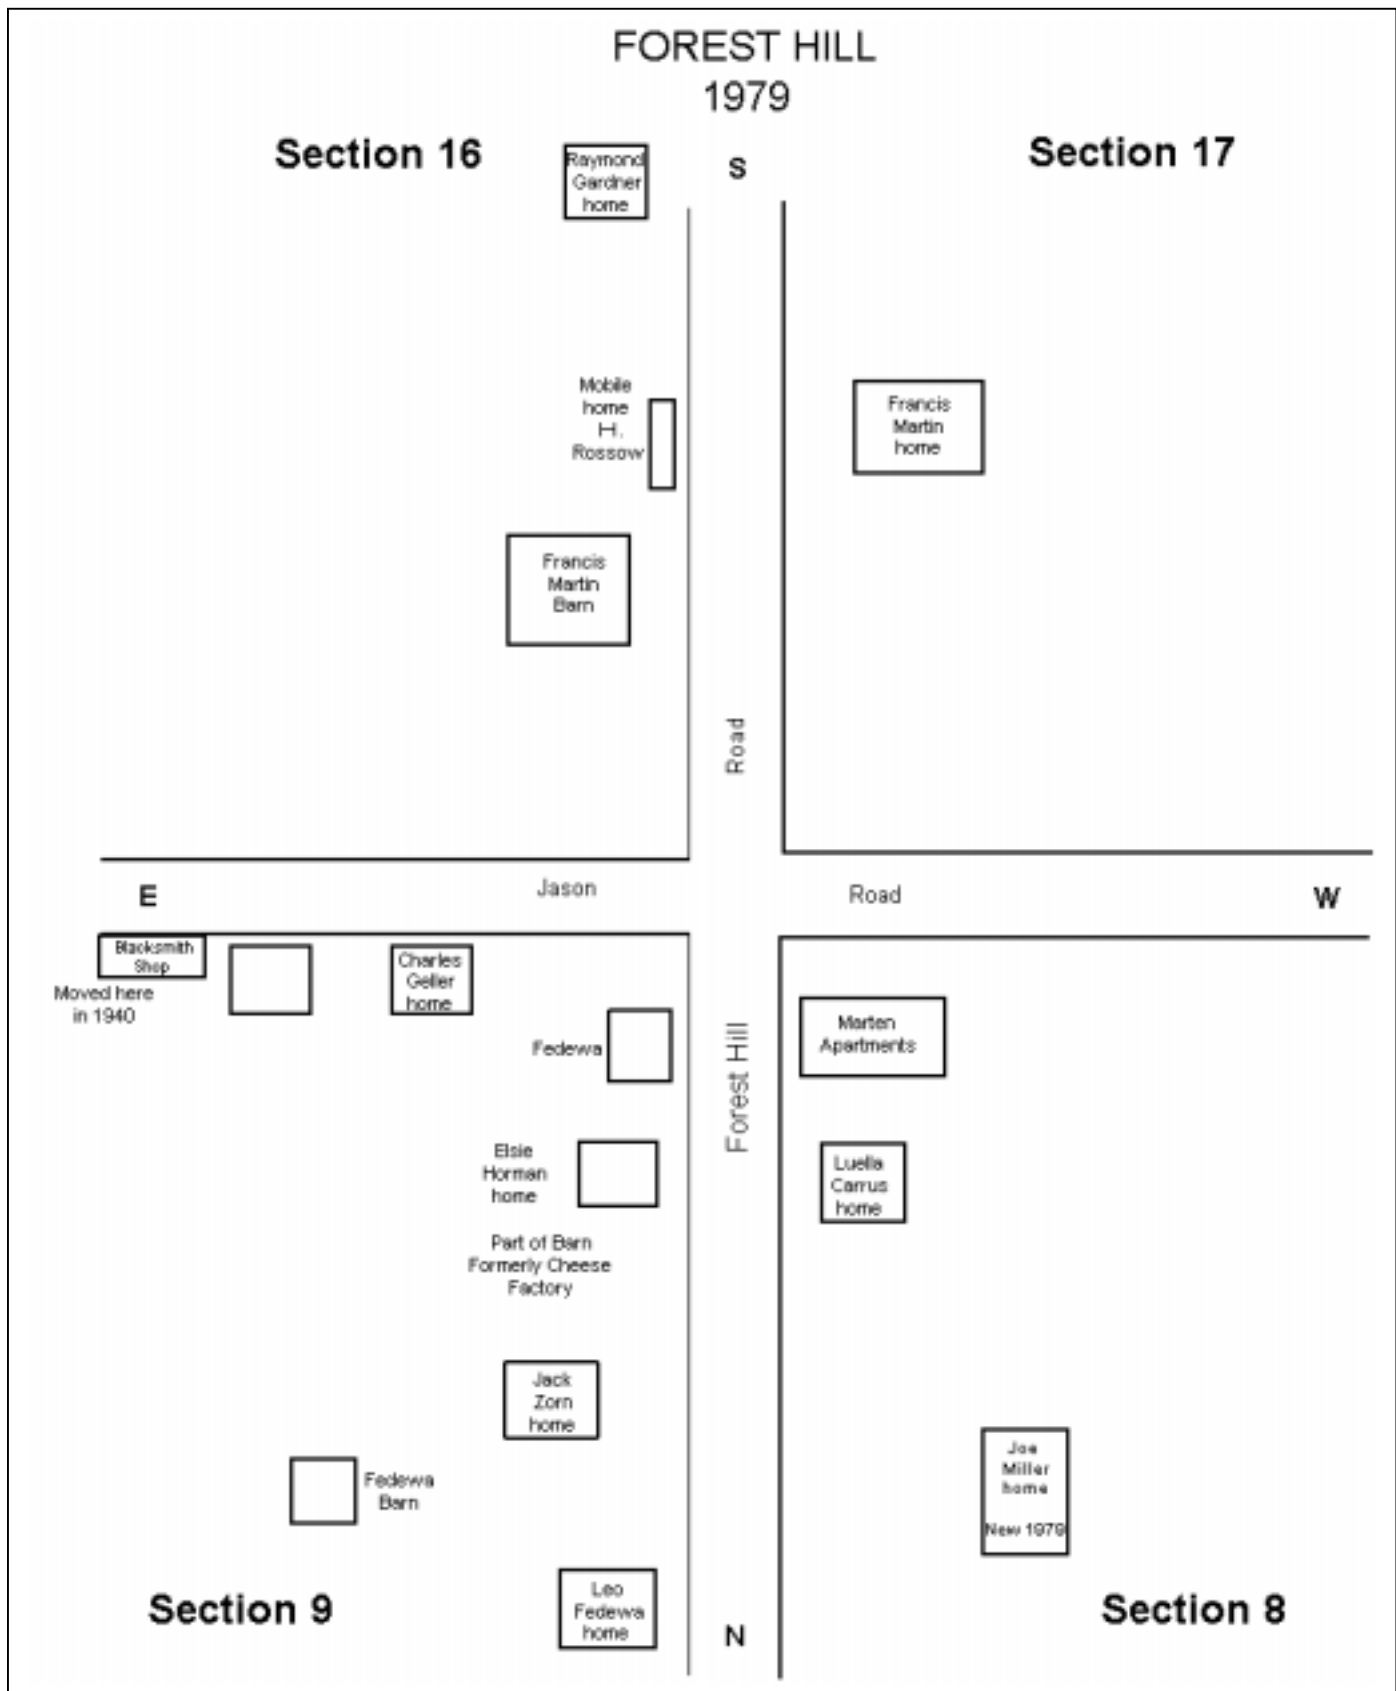 FOREST HILL
1979
Section 16
Section 17
S
Raymond
Gardner
home
Mobile
home
H.
Rossow
Francis
Martin
home
Francis
Martin
Barn
Road
E
Jason
Road
W
Blacksmith
Shop
Moved here
in 1940
Charles
Geller
home
Fedewa
Forest Hill
Marten
Apartments
Elsie
Horman
home
Luella
Carrus
home
Part of Barn
Formerly Cheese
Factory
Jack
Zorn
home
Fedewa
Barn
Joe
Miller
home
New 1979
Section 9
Leo
Fedewa
home
N
Section 8